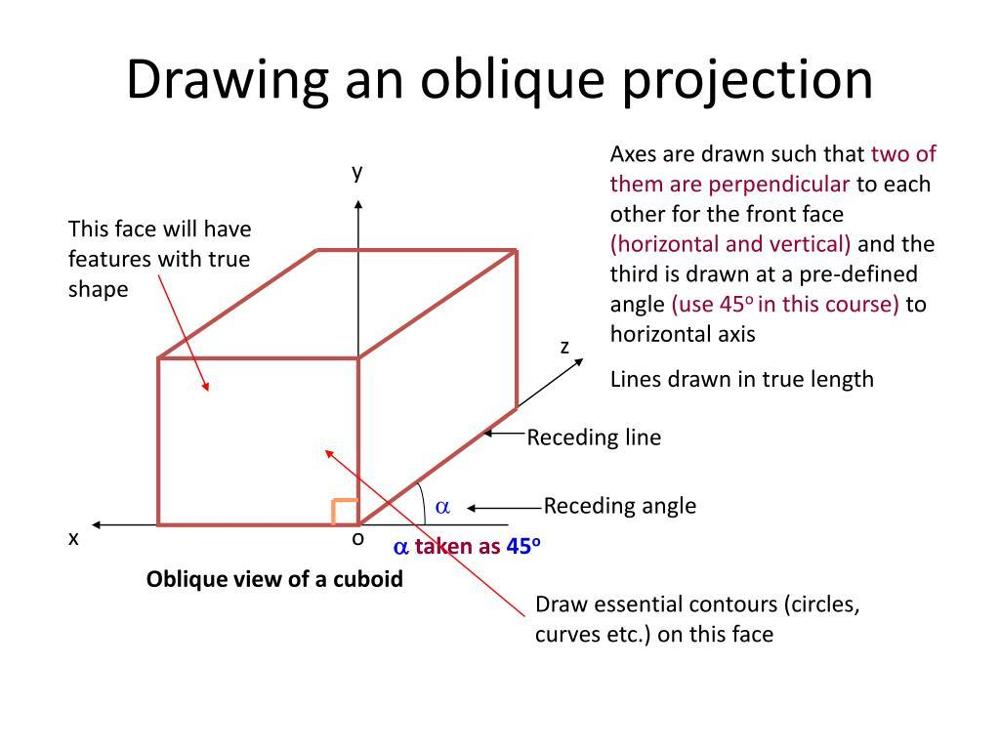 Drawing an oblique projection
Axes are drawn such that two of
them are perpendicular to each
other for the front face
(horizontal and vertical) and the
third is drawn at a pre-defined
angle (use 45º in this course) to
horizontal axis
Lines drawn in true length
y
This face will have
features with true
shape
z
Receding line
α
Receding angle
x
o
α taken as 45º
Oblique view of a cuboid
Draw essential contours (circles,
curves etc.) on this face